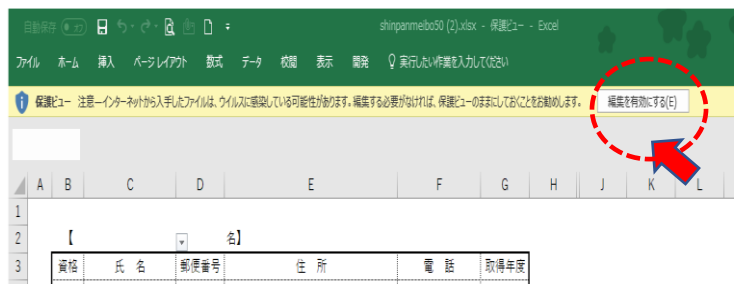 自動保存 オフ shinpanmeibo50 (2).xlsx - 保護ビュー - Excel
ファイル ホーム 挿入 ページレイアウト 数式 データ 校閲 表示 開発 実行したい作業を入力してください
保護ビュー 注意—インターネットから入手したファイルは、ウイルスに感染している可能性があります。編集する必要がなければ、保護ビューのままにしておくことをお勧めします。 編集を有効にする(E)
A B C D E F G H J K L
1
2 【 名】
3 資格 氏 名 郵便番号 住 所 電 話 取得年度